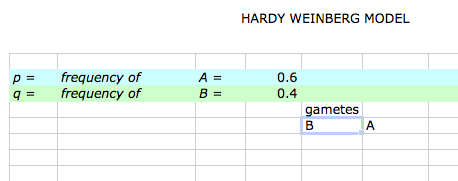 HARDY WEINBERG MODEL
p = frequency of A = 0.6
q = frequency of B = 0.4
gametes
B A